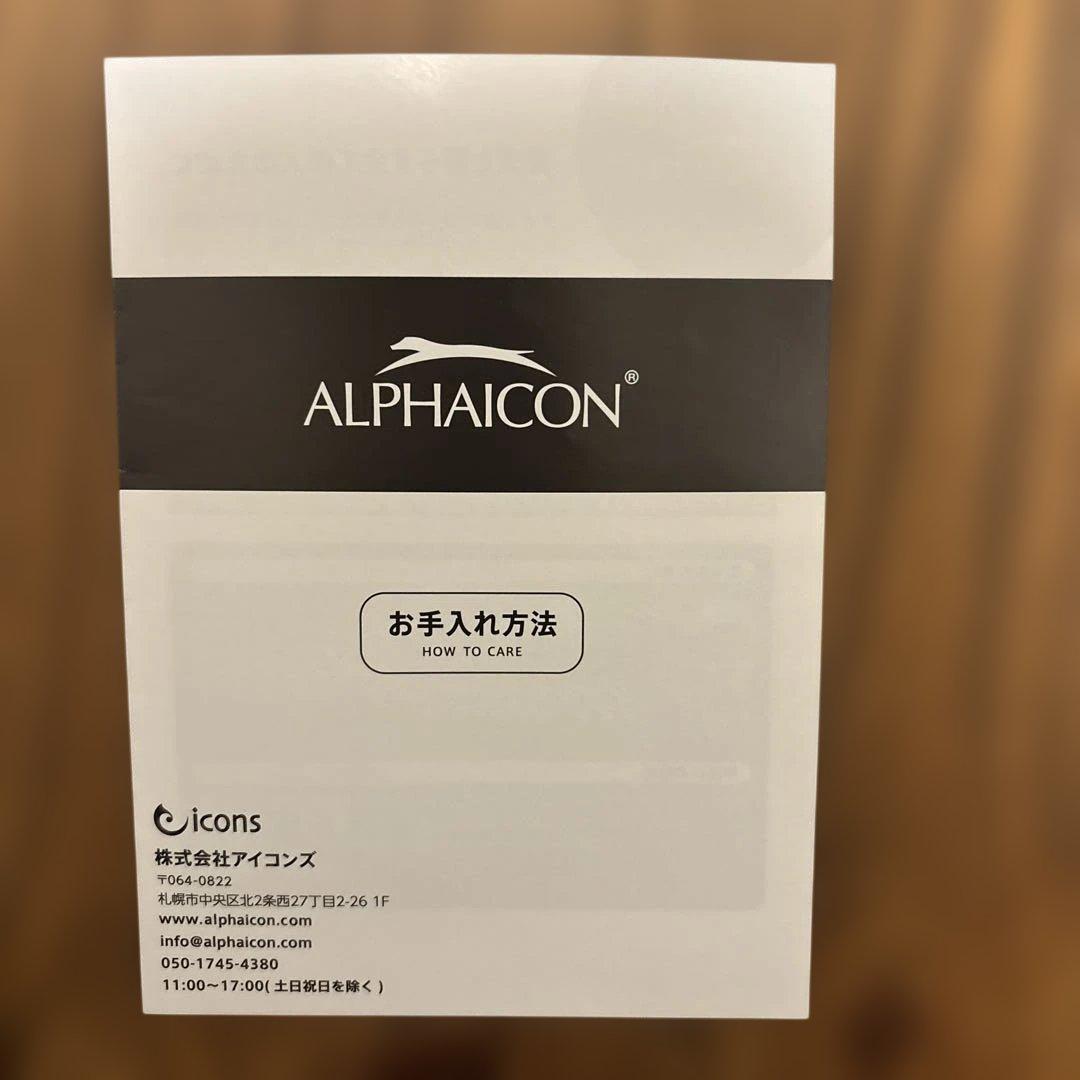 ALPHAICON®
お手入れ方法
HOW TO CARE
icons
株式会社アイコンズ
〒064-0822
札幌市中央区北2条西27丁目2-26 1F
www.alphaicon.com
info@alphaicon.com
050-1745-4380
11:00～17:00( 土日祝日を除く )